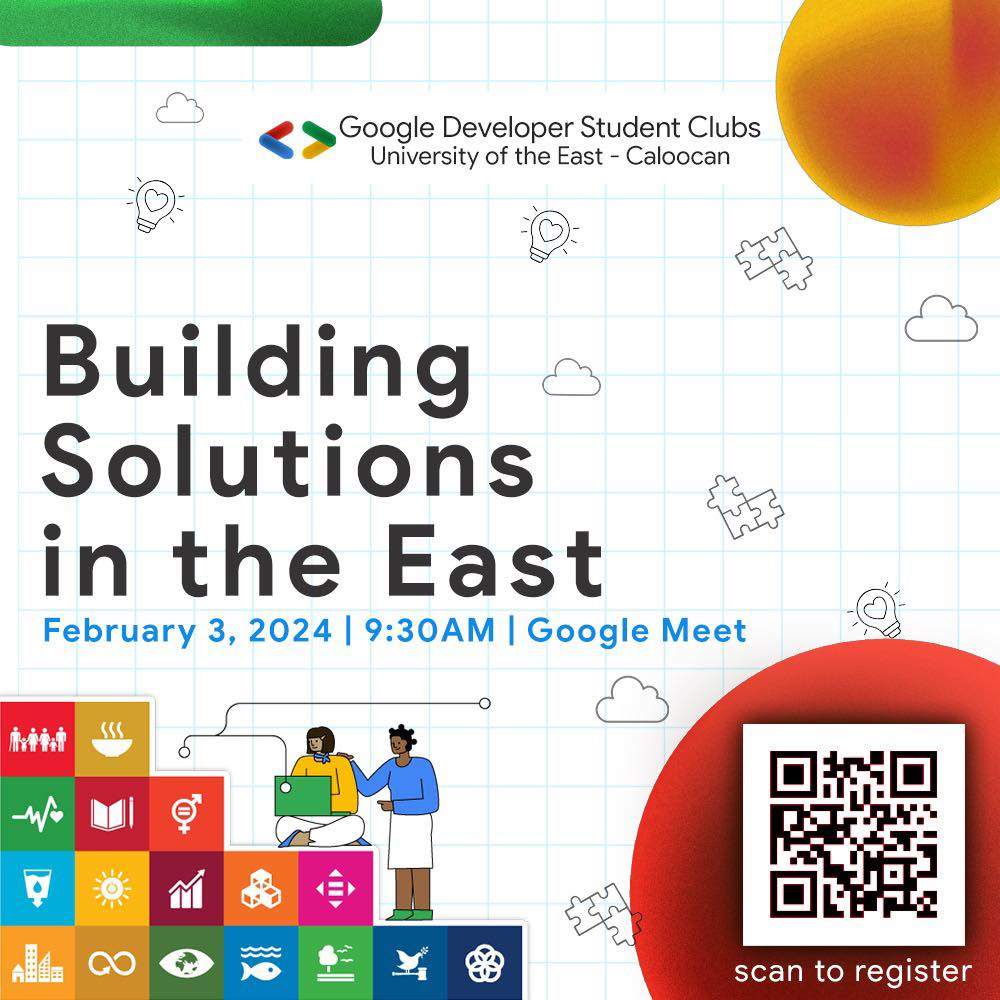 Google Developer Student Clubs
University of the East - Caloocan
Building
Solutions
in the East
February 3, 2024 | 9:30AM | Google Meet
scan to register